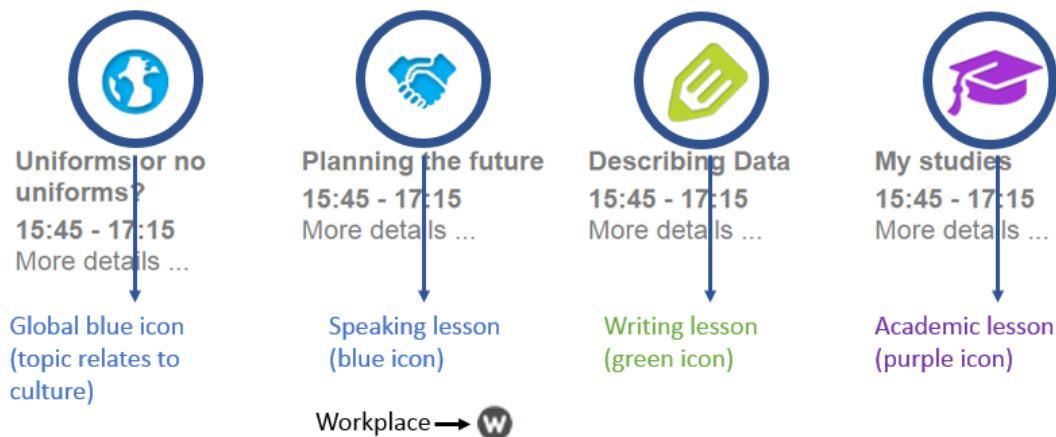 Uniforms or no
uniforms?
15:45 - 17:15
More details ...
Global blue icon
(topic relates to
culture)
Planning the future
15:45 - 17:15
More details ...
Speaking lesson
(blue icon)
Describing Data
15:45 - 17:15
More details ...
Writing lesson
(green icon)
My studies
15:45 - 17:15
More details ...
Academic lesson
(purple icon)
Workplace W